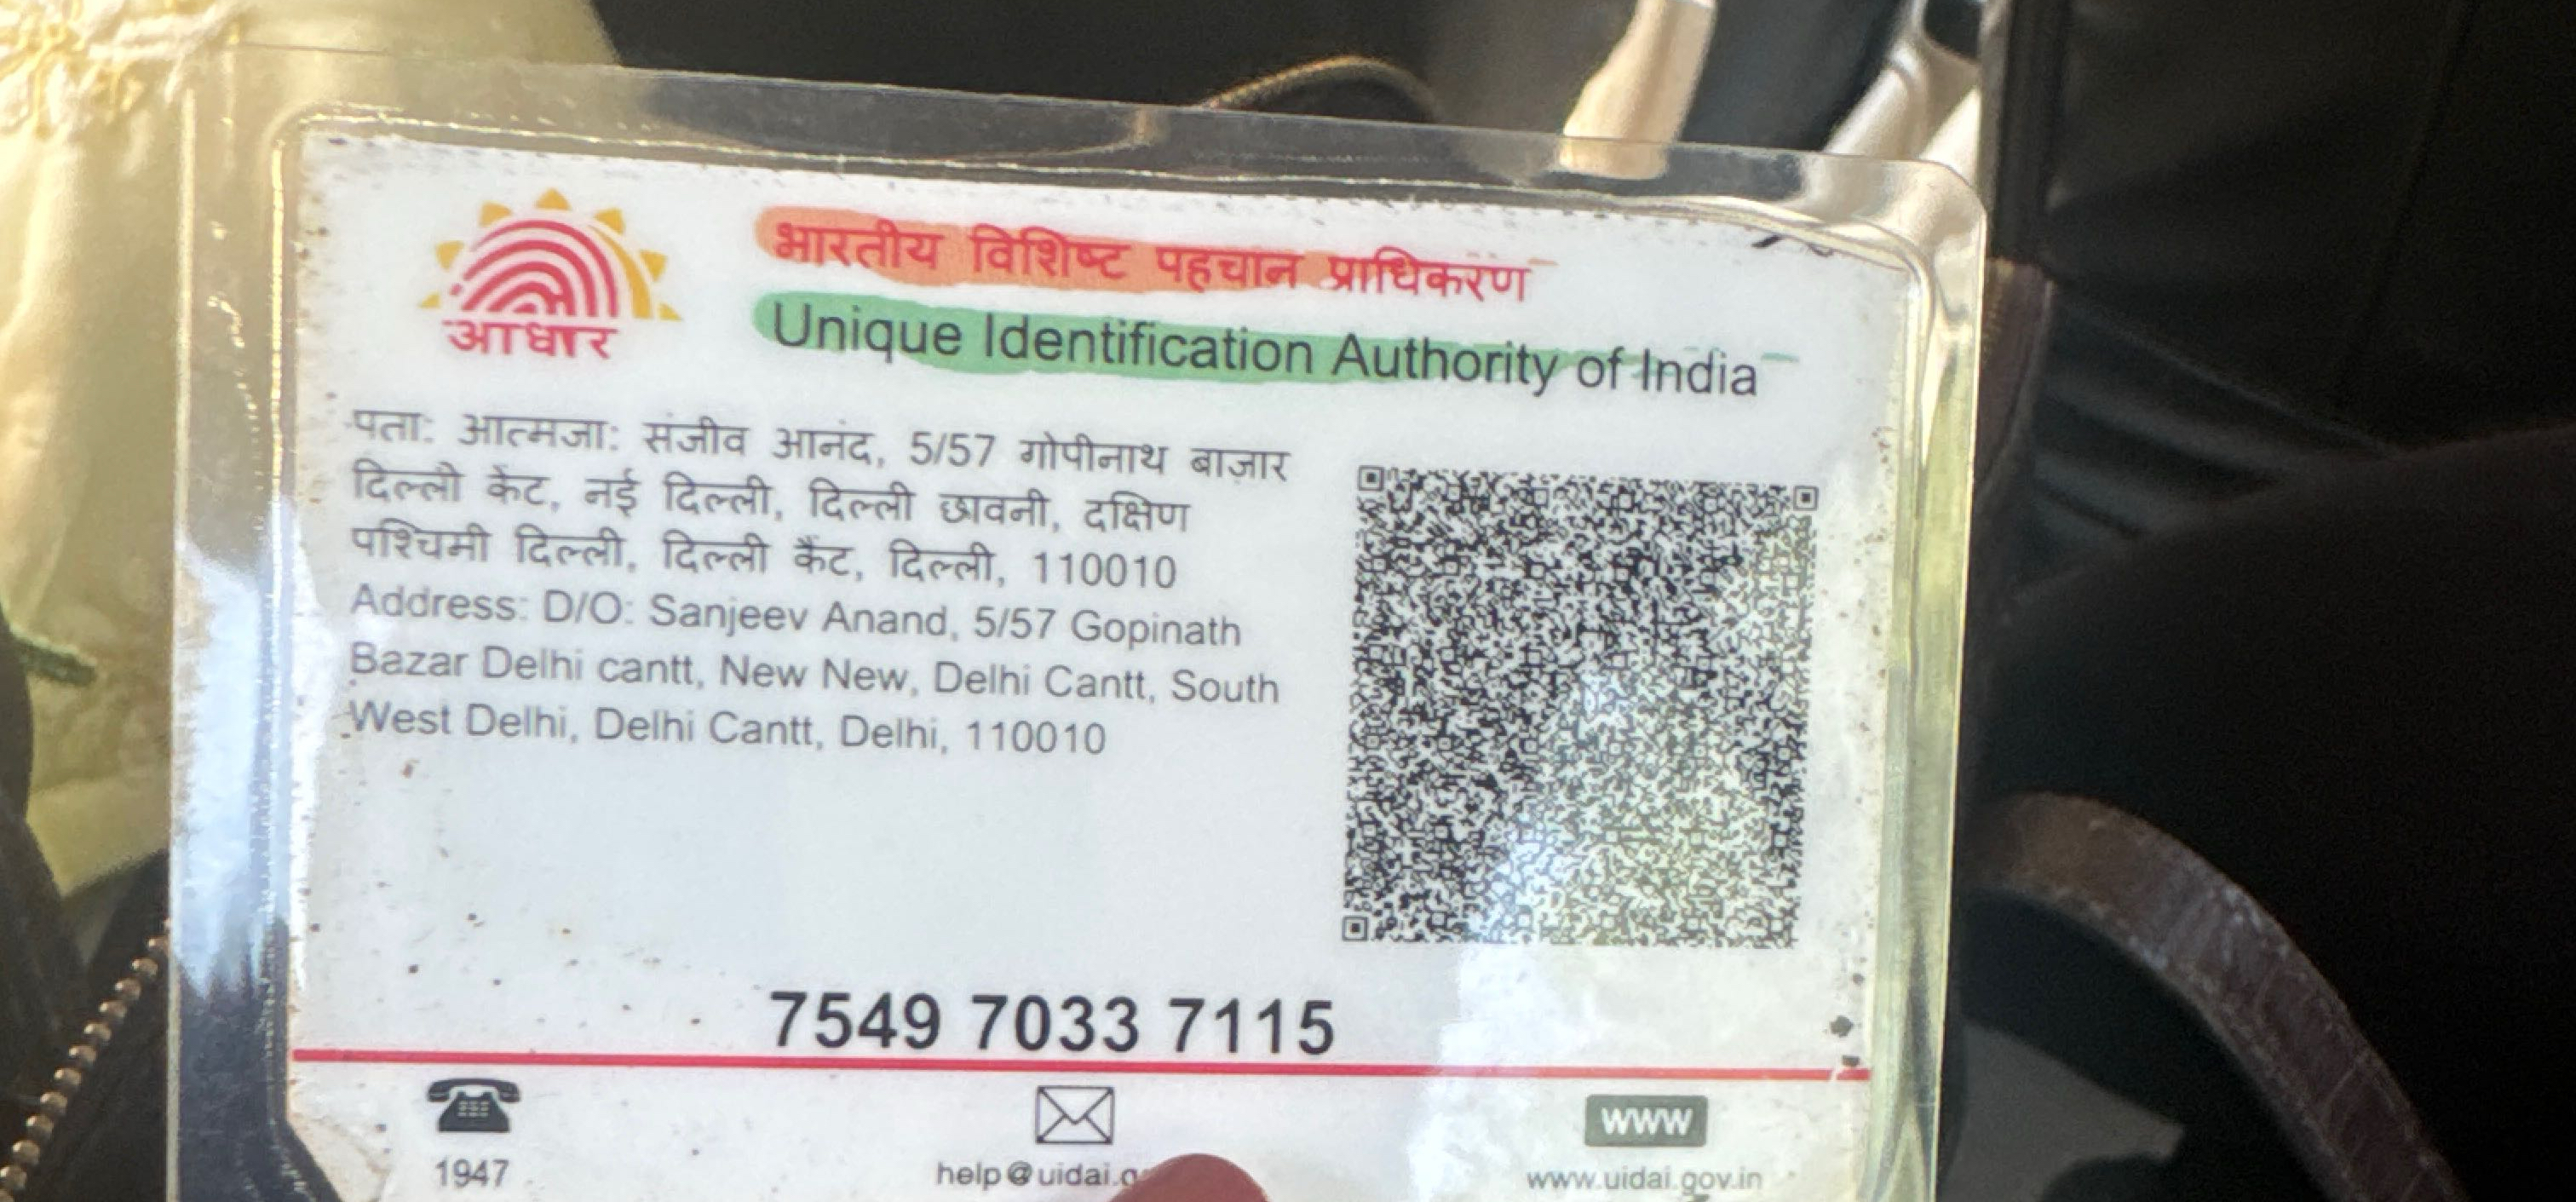 भारतीय विशिष्ट पहचान प्राधिकरण
Unique Identification Authority of India
आधार
पता: आत्मजा: संजीव आनंद, 5/57 गोपीनाथ बाज़ार
दिल्ली केंट, नई दिल्ली, दिल्ली छावनी, दक्षिण
पश्चिमी दिल्ली, दिल्ली कैंट, दिल्ली, 110010
Address: D/O: Sanjeev Anand, 5/57 Gopinath
Bazar Delhi cantt, New New, Delhi Cantt, South
West Delhi, Delhi Cantt, Delhi, 110010
7549 7033 7115
WWW
1947
www.uidai.gov.in